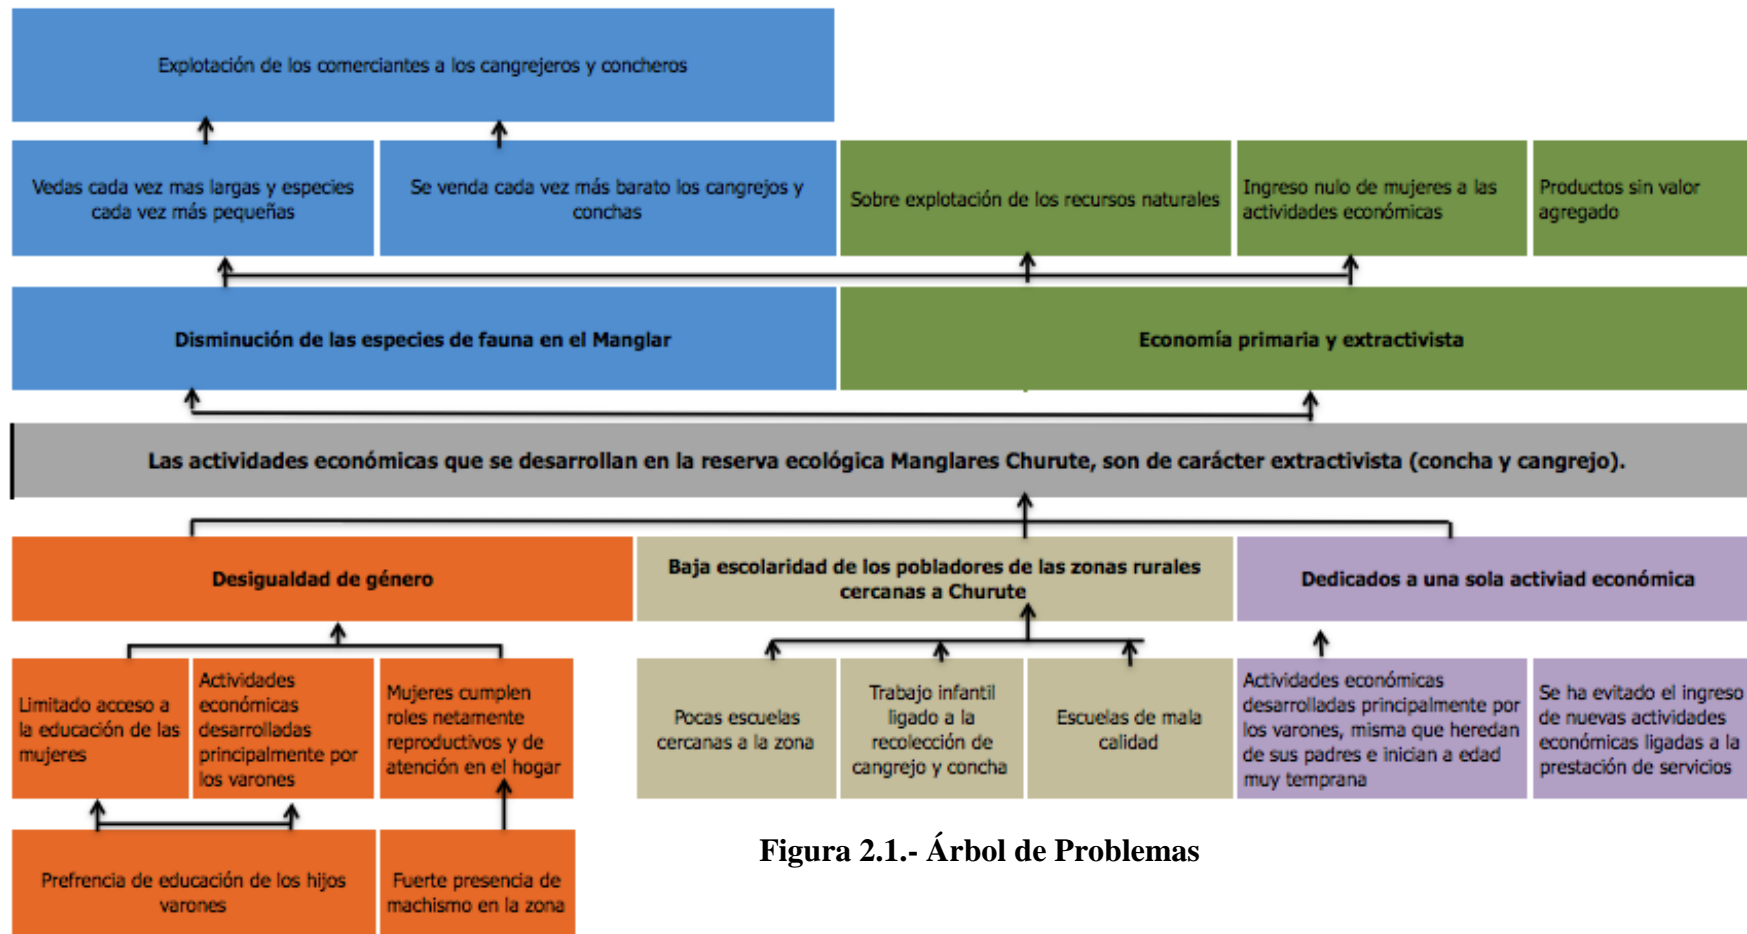 Explotación de los comerciantes a los cangrejeros y concheros
Vedas cada vez mas largas y especies
cada vez más pequeñas
Se venda cada vez más barato los cangrejos y
conchas
Sobre explotación de los recursos naturales
Ingreso nulo de mujeres a las
actividades económicas
Productos sin valor
agregado
Disminución de las especies de fauna en el Manglar
Economía primaria y extractivista
Las actividades económicas que se desarrollan en la reserva ecológica Manglares Churute, son de carácter extractivista (concha y cangrejo).
Desigualdad de género
Baja escolaridad de los pobladores de las zonas rurales
cercanas a Churute
Dedicados a una sola activiad económica
Limitado acceso a
la educación de las
mujeres
Actividades
económicas
desarrolladas
principalmente por
los varones
Mujeres cumplen
roles netamente
reproductivos y de
atención en el hogar
Pocas escuelas
cercanas a la zona
Trabajo infantil
ligado a la
recolección de
cangrejo y concha
Escuelas de mala
calidad
Actividades económicas
desarrolladas principalmente por
los varones, misma que heredan
de sus padres e inician a edad
muy temprana
Se ha evitado el ingreso
de nuevas actividades
económicas ligadas a la
prestación de servicios
Prefrencia de educación de los hijos
varones
Fuerte presencia de
machismo en la zona
Figura 2.1.- Árbol de Problemas